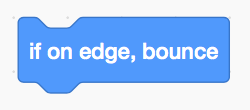 if on edge, bounce